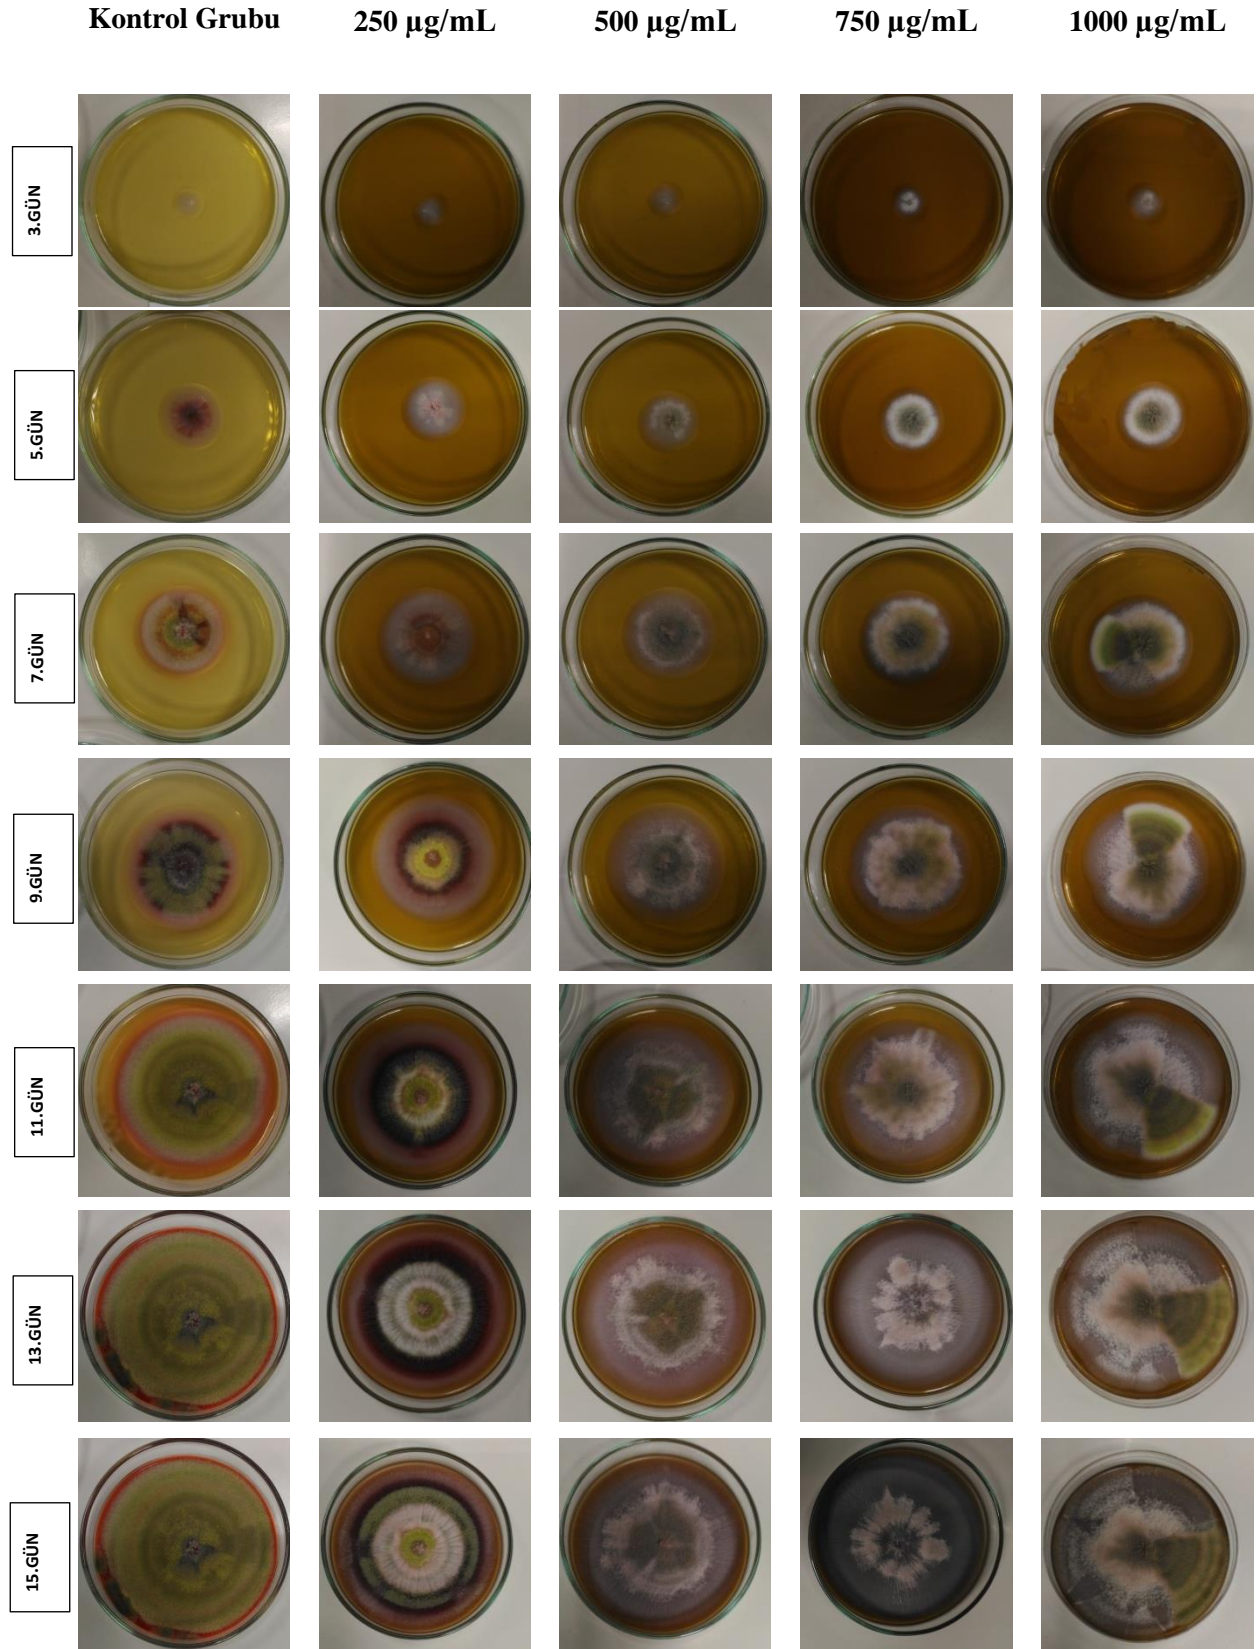 Kontrol Grubu 250 µg/mL 500 µg/mL 750 µg/mL 1000 µg/mL
3.GÜN
5.GÜN
7.GÜN
9.GÜN
11.GÜN
13.GÜN
15.GÜN